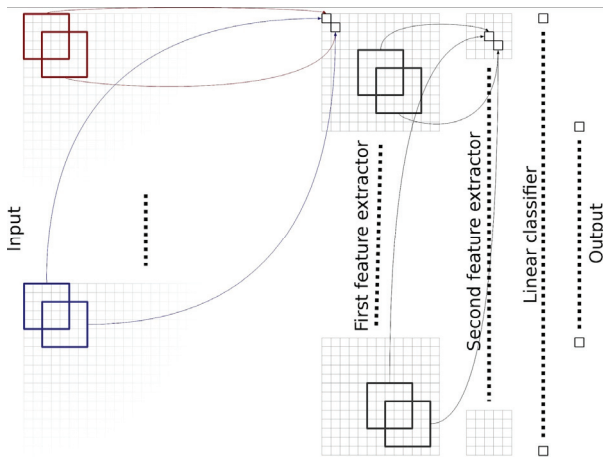 Input
First feature extractor
Second feature extractor
Linear classifier
Output